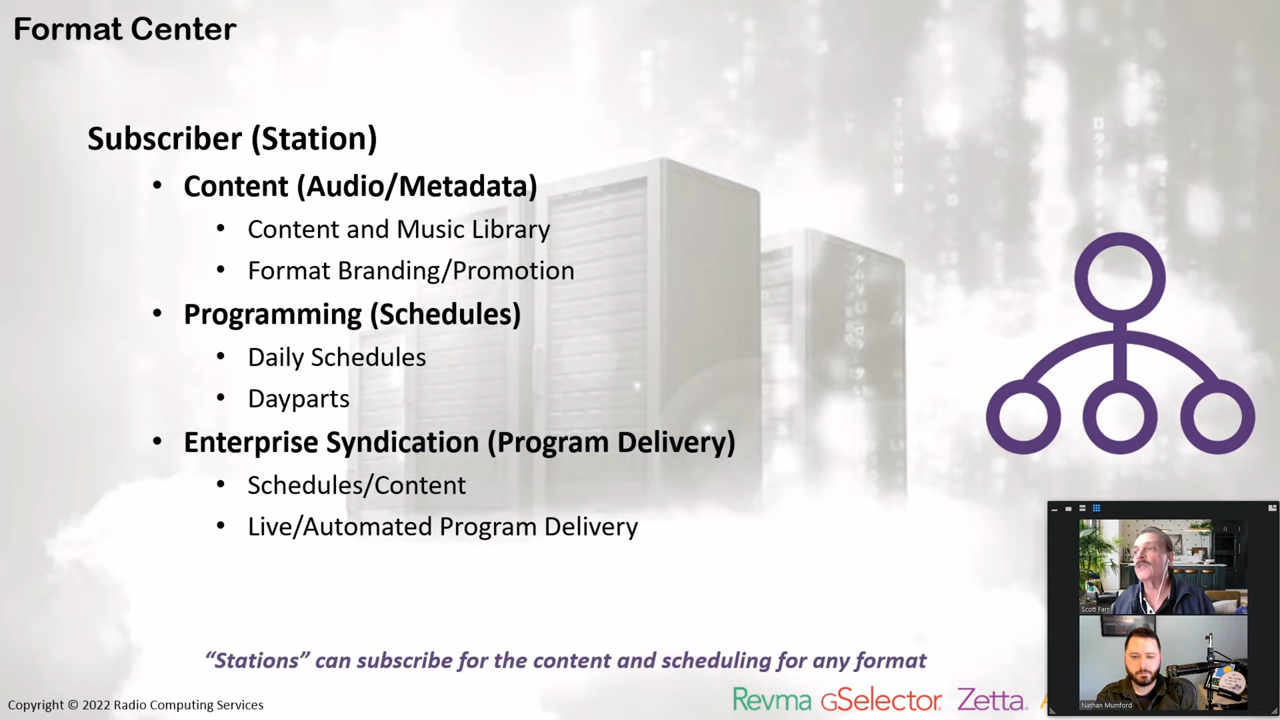 Format Center
Subscriber (Station)
• Content (Audio/Metadata)
• Content and Music Library
• Format Branding/Promotion
• Programming (Schedules)
• Daily Schedules
• Dayparts
• Enterprise Syndication (Program Delivery)
• Schedules/Content
• Live/Automated Program Delivery
“Stations” can subscribe for the content and scheduling for any format
Copyright © 2022 Radio Computing Services
Revma GSelector. Zetta.
Scott
Nathan Mumford